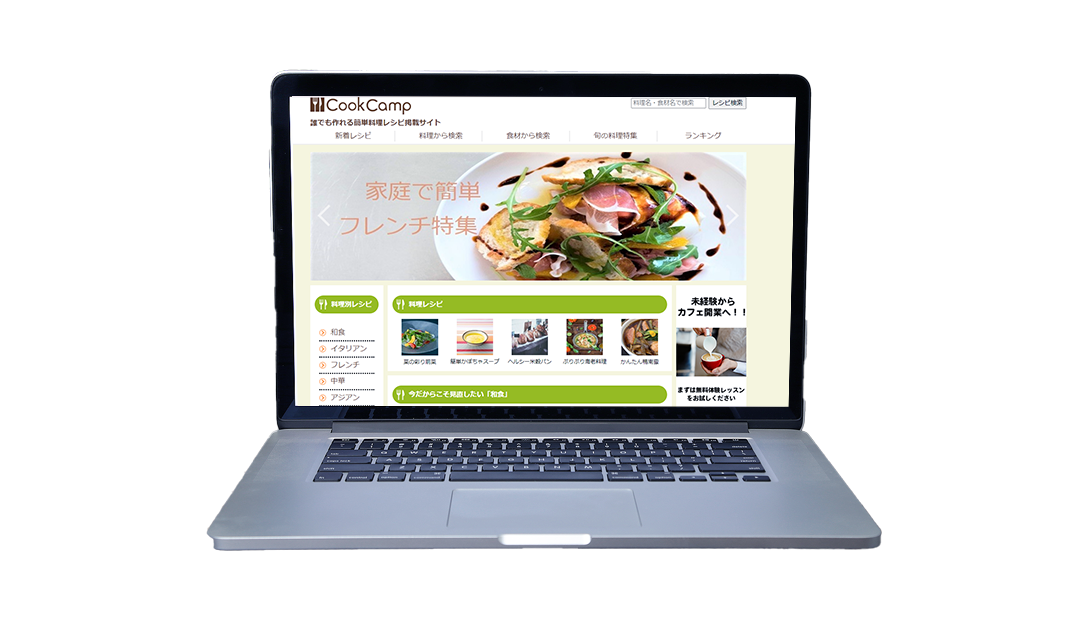 CookCamp
料理名・食材名で検索
レシピ検索
誰でも作れる簡単料理レシピ掲載サイト
新着レシピ
料理から検索
食材から検索
旬の料理特集
ランキング
家庭で簡単
フレンチ特集
料理別レシピ
和食
イタリアン
フレンチ
中華
アジアン
料理レシピ
菜の彩り前菜
簡単かぼちゃスープ
ヘルシー米粉パン
ぷりぷり海老料理
かんたん鴨南蛮
今だからこそ見直したい「和食」
未経験から
カフェ開業へ！！
まずは無料体験レッスン
をお試しください